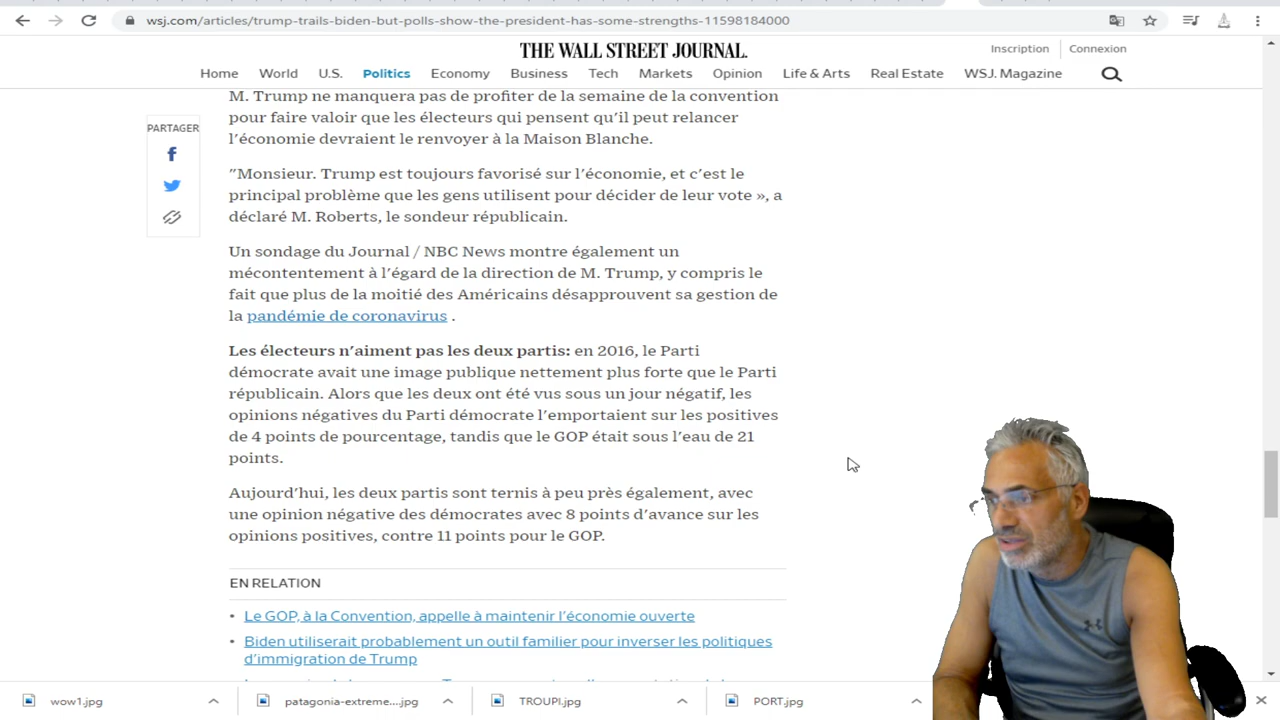 wsj.com/articles/trump-trails-biden-but-polls-show-the-president-has-some-strengths-11598184000
THE WALL STREET JOURNAL.
Inscription
Connexion
Home World U.S. Politics Economy Business Tech Markets Opinion Life & Arts Real Estate WSJ. Magazine
PARTAGER
M. Trump ne manquera pas de profiter de la semaine de la convention
pour faire valoir que les électeurs qui pensent qu'il peut relancer
l'économie devraient le renvoyer à la Maison Blanche.
"Monsieur. Trump est toujours favorisé sur l'économie, et c'est le
principal problème que les gens utilisent pour décider de leur vote », a
déclaré M. Roberts, le sondeur républicain.
Un sondage du Journal / NBC News montre également un
mécontentement à l'égard de la direction de M. Trump, y compris le
fait que plus de la moitié des Américains désapprouvent sa gestion de
la pandémie de coronavirus .
Les électeurs n'aiment pas les deux partis: en 2016, le Parti
démocrate avait une image publique nettement plus forte que le Parti
républicain. Alors que les deux ont été vus sous un jour négatif, les
opinions négatives du Parti démocrate l'emportaient sur les positives
de 4 points de pourcentage, tandis que le GOP était sous l'eau de 21
points.
Aujourd'hui, les deux partis sont ternis à peu près également, avec
une opinion négative des démocrates avec 8 points d'avance sur les
opinions positives, contre 11 points pour le GOP.
EN RELATION
• Le GOP, à la Convention, appelle à maintenir l'économie ouverte
• Biden utiliserait probablement un outil familier pour inverser les politiques
d'immigration de Trump
wow1.jpg
patagonia-extreme....jpg
TROUPI.jpg
PORT.jpg